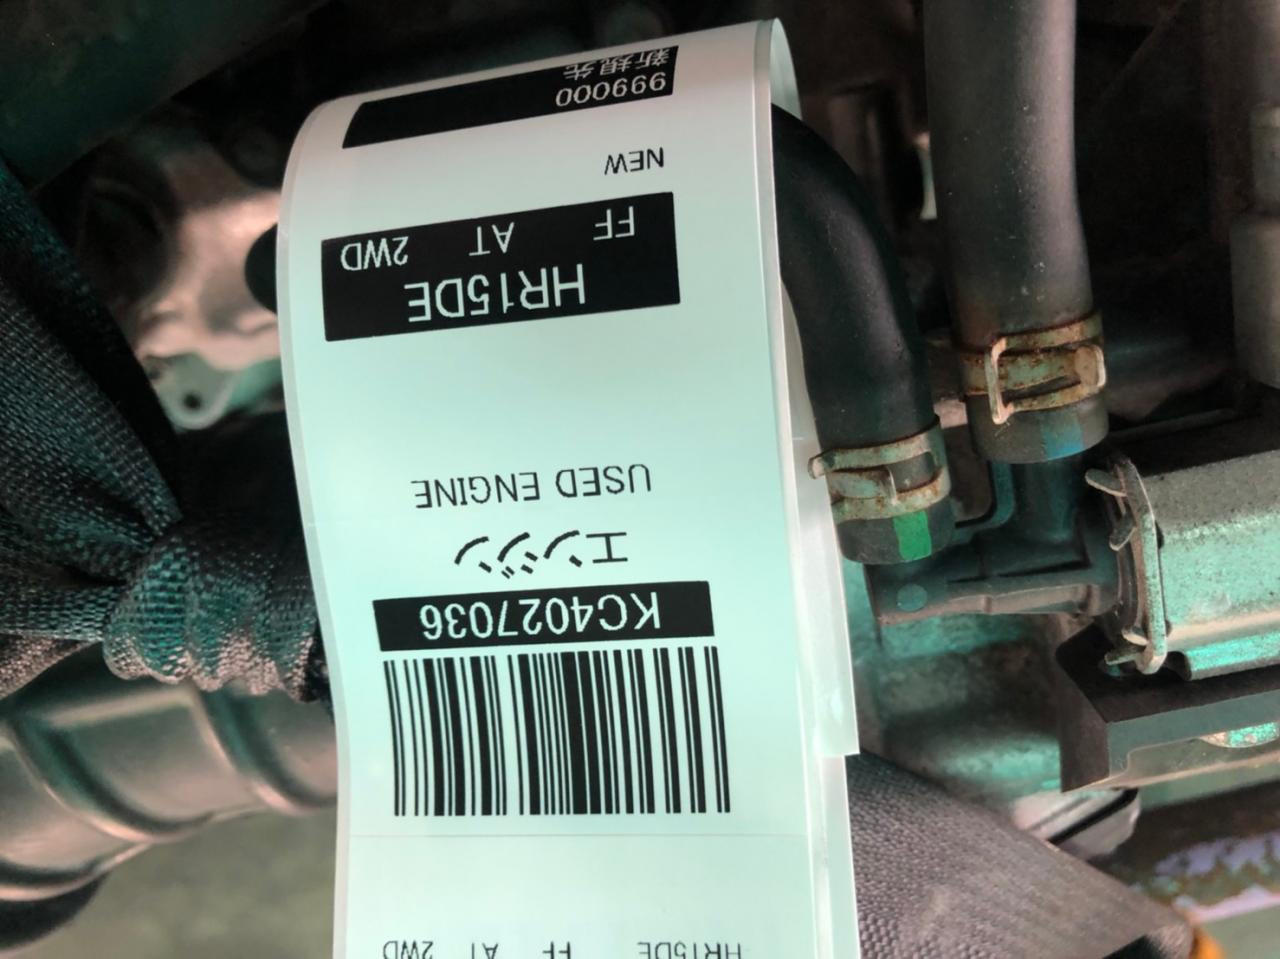 KC4027036
エンジン
USED ENGINE
HR15DE
FF AT 2WD
NEW
999000
新規先
HR15DE FF AT 2WD